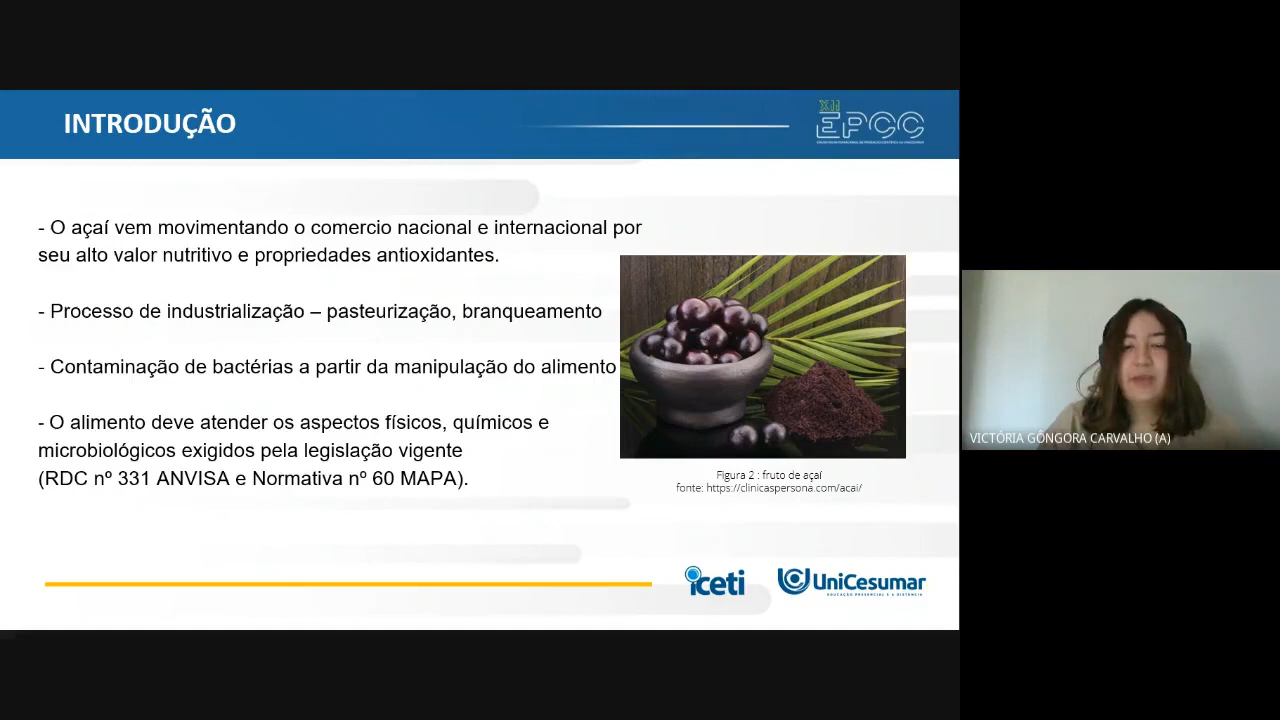 INTRODUÇÃO
XII
EPCC
- O açaí vem movimentando o comercio nacional e internacional por
seu alto valor nutritivo e propriedades antioxidantes.
- Processo de industrialização – pasteurização, branqueamento
- Contaminação de bactérias a partir da manipulação do alimento
- O alimento deve atender os aspectos físicos, químicos e
microbiológicos exigidos pela legislação vigente
(RDC nº 331 ANVISA e Normativa nº 60 MAPA).
Figura 2 : fruto de açaí
fonte: https://clinicaspersona.com/acai/
iceti
UniCesumar
EDUCAÇÃO PRESENCIAL E A DISTÂNCIA
VICTÓRIA GÔNGORA CARVALHO (A)